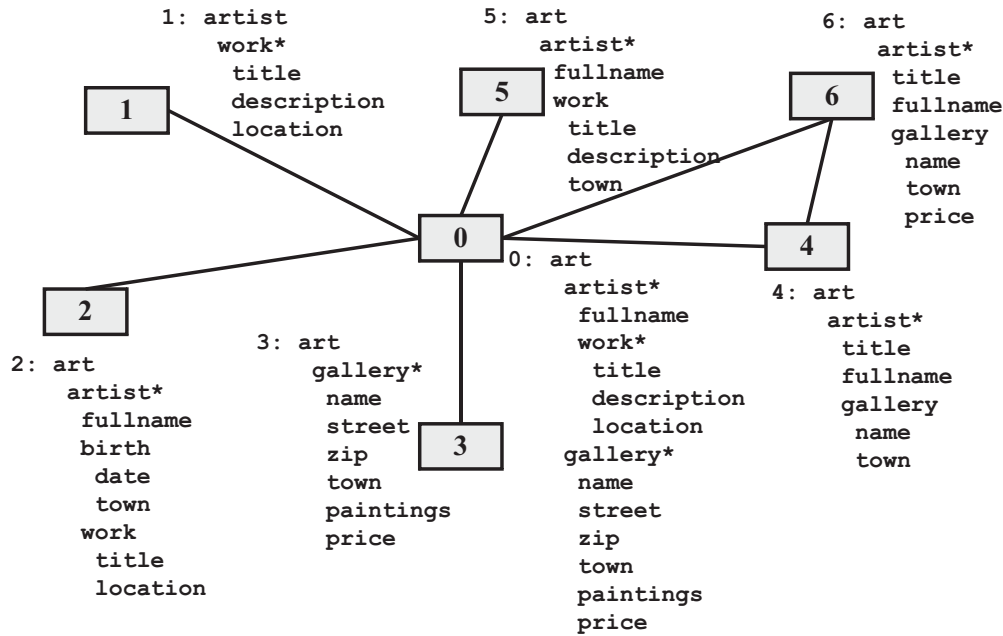 1: artist
work*
title
description
location
1
5: art
artist*
fullname
work
title
description
town
5
6: art
artist*
title
fullname
gallery
name
town
price
6
0
0: art
artist*
fullname
work*
title
description
location
gallery*
name
street
zip
town
paintings
price
4
4: art
artist*
title
fullname
gallery
name
town
2
2: art
artist*
fullname
birth
date
town
work
title
location
3: art
gallery*
name
street
zip
town
paintings
price
3